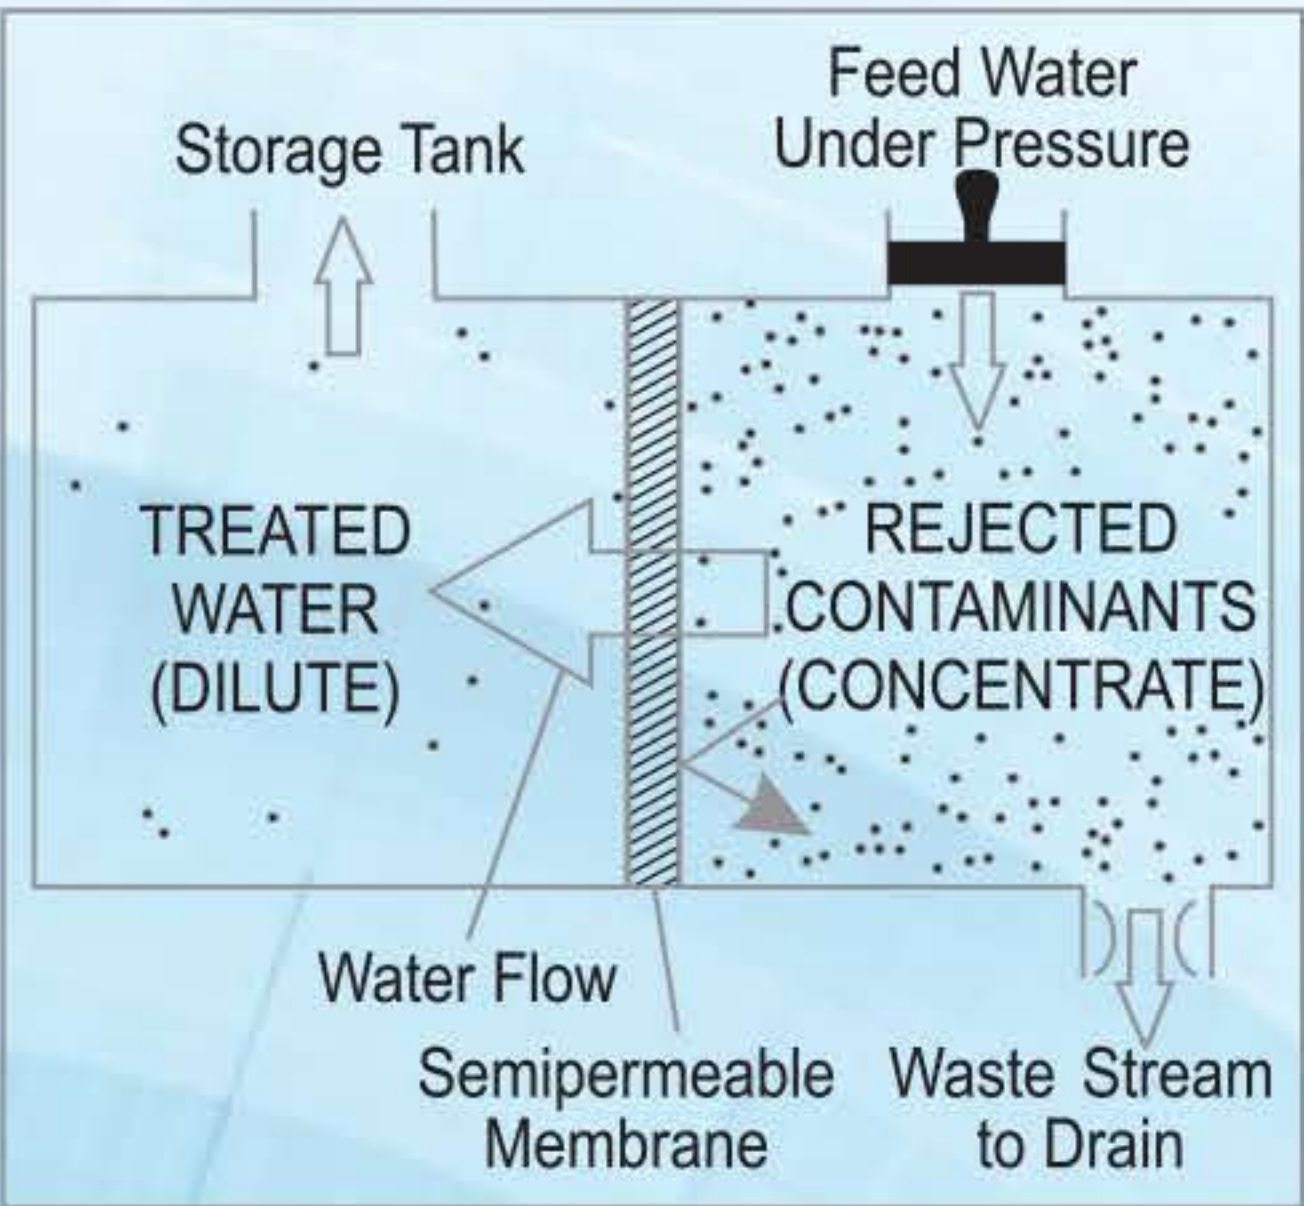 Feed Water
Under Pressure
Storage Tank
TREATED
WATER
(DILUTE)
REJECTED
CONTAMINANTS
(CONCENTRATE)
Water Flow
Semipermeable
Membrane
Waste Stream
to Drain